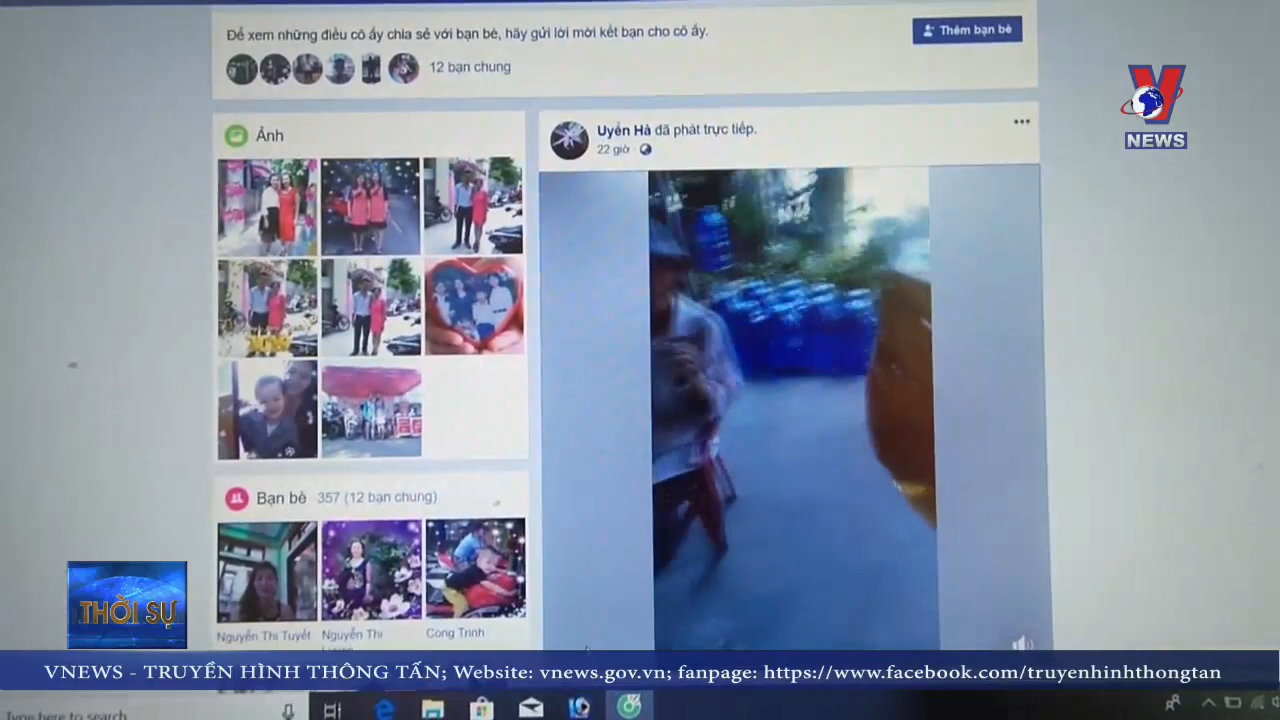 Để xem những điều cô ấy chia sẻ với bạn bè, hãy gửi lời mời kết bạn cho cô ấy.
Thêm bạn bè
12 bạn chung
V
NEWS
Ảnh
Uyển Hà đã phát trực tiếp.
22 giờ
Bạn bè 357 (12 bạn chung)
Nguyễn Thị Tuyết
Nguyễn Thị
Cong Trinh
THỜI SỰ
VNEWS - TRUYỀN HÌNH THÔNG TẤN; Website: vnews.gov.vn; fanpage: https://www.facebook.com/truyenhinhthongtan
Type here to search